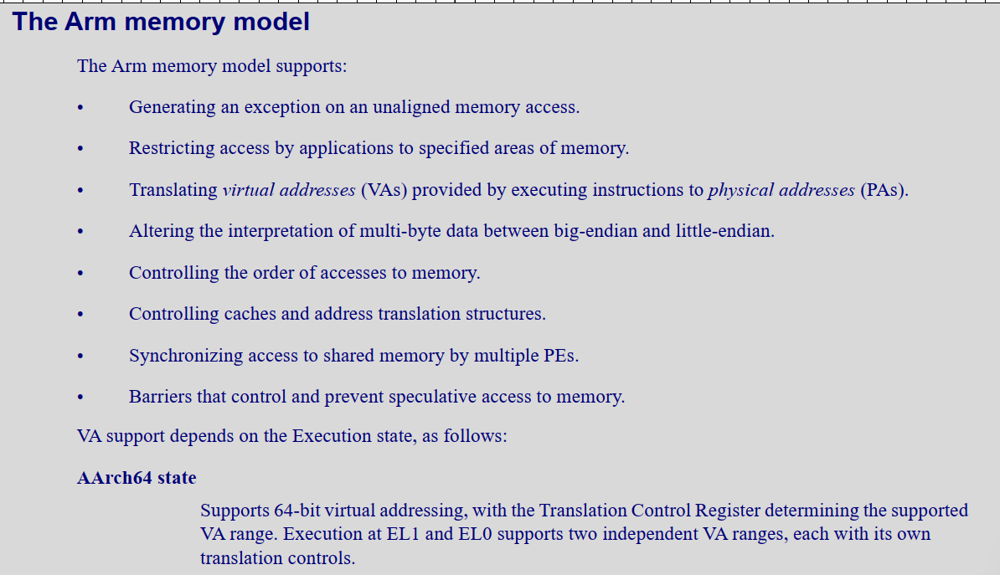 The Arm memory model
The Arm memory model supports:
• Generating an exception on an unaligned memory access.
• Restricting access by applications to specified areas of memory.
• Translating virtual addresses (VAs) provided by executing instructions to physical addresses (PAs).
• Altering the interpretation of multi-byte data between big-endian and little-endian.
• Controlling the order of accesses to memory.
• Controlling caches and address translation structures.
• Synchronizing access to shared memory by multiple PEs.
• Barriers that control and prevent speculative access to memory.
VA support depends on the Execution state, as follows:
AArch64 state
Supports 64-bit virtual addressing, with the Translation Control Register determining the supported
VA range. Execution at EL1 and EL0 supports two independent VA ranges, each with its own
translation controls.